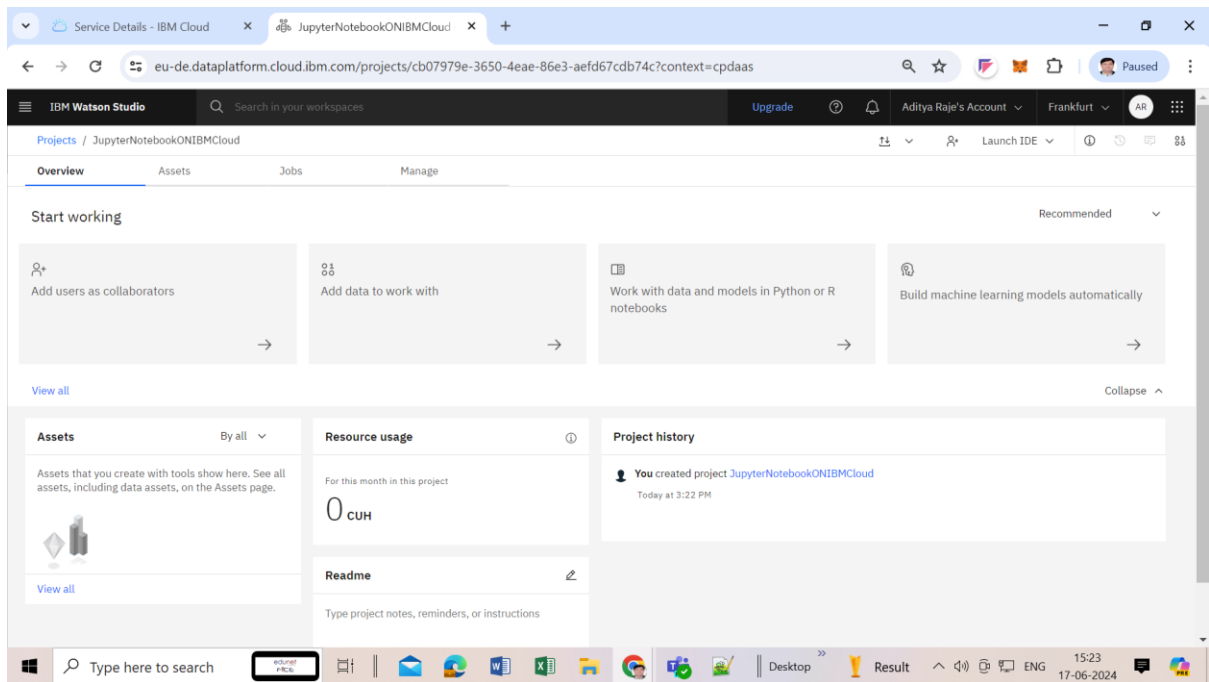 Service Details - IBM Cloud
JupyterNotebookONIBMCloud
eu-de.dataplatform.cloud.ibm.com/projects/cb07979e-3650-4eae-86e3-aefd67cdb74c?context=cpdaas
Paused
IBM Watson Studio
Search in your workspaces
Upgrade
Aditya Raje's Account
Frankfurt
AR
Projects / JupyterNotebookONIBMCloud
Launch IDE
Overview
Assets
Jobs
Manage
Start working
Recommended
Add users as collaborators
Add data to work with
Work with data and models in Python or R
notebooks
Build machine learning models automatically
View all
Collapse
Assets
By all
Assets that you create with tools show here. See all
assets, including data assets, on the Assets page.
View all
Resource usage
For this month in this project
0 CUH
Readme
Type project notes, reminders, or instructions
Project history
You created project JupyterNotebookONIBMCloud
Today at 3:22 PM
Type here to search
edunet
Desktop
Result
ENG
15:23
17-06-2024
PRE